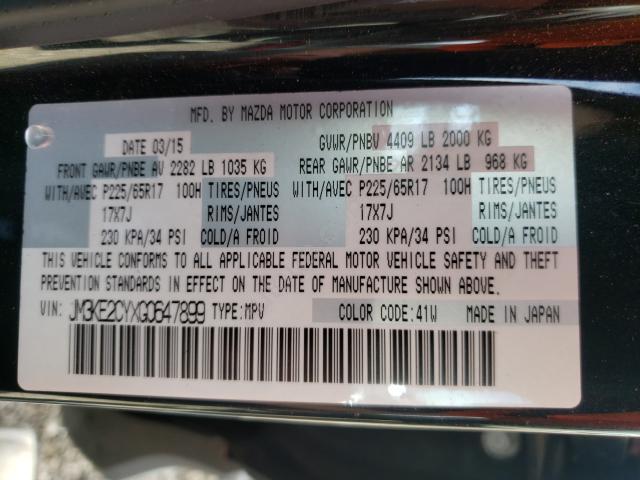 MFD. BY MAZDA MOTOR CORPORATION
DATE 03/15 GVWR/PNBV 4409 LB 2000 KG
FRONT GAWR/PNBE AV 2282 LB 1035 KG REAR GAWR/PNBE AR 2134 LB 968 KG
WITH/AVEC P225/65R17 100H TIRES/PNEUS WITH/AVEC P225/65R17 100H TIRES/PNEUS
17X7J RIMS/JANTES 17X7J RIMS/JANTES
230 KPA/34 PSI COLD/A FROID 230 KPA/34 PSI COLD/A FROID
THIS VEHICLE CONFORMS TO ALL APPLICABLE FEDERAL MOTOR VEHICLE SAFETY AND THEFT
PREVENTION STANDARDS IN EFFECT ON THE DATE OF MANUFACTURE SHOWN ABOVE.
VIN: JM3KE2CYXG0647899 TYPE:MPV COLOR CODE:41W MADE IN JAPAN